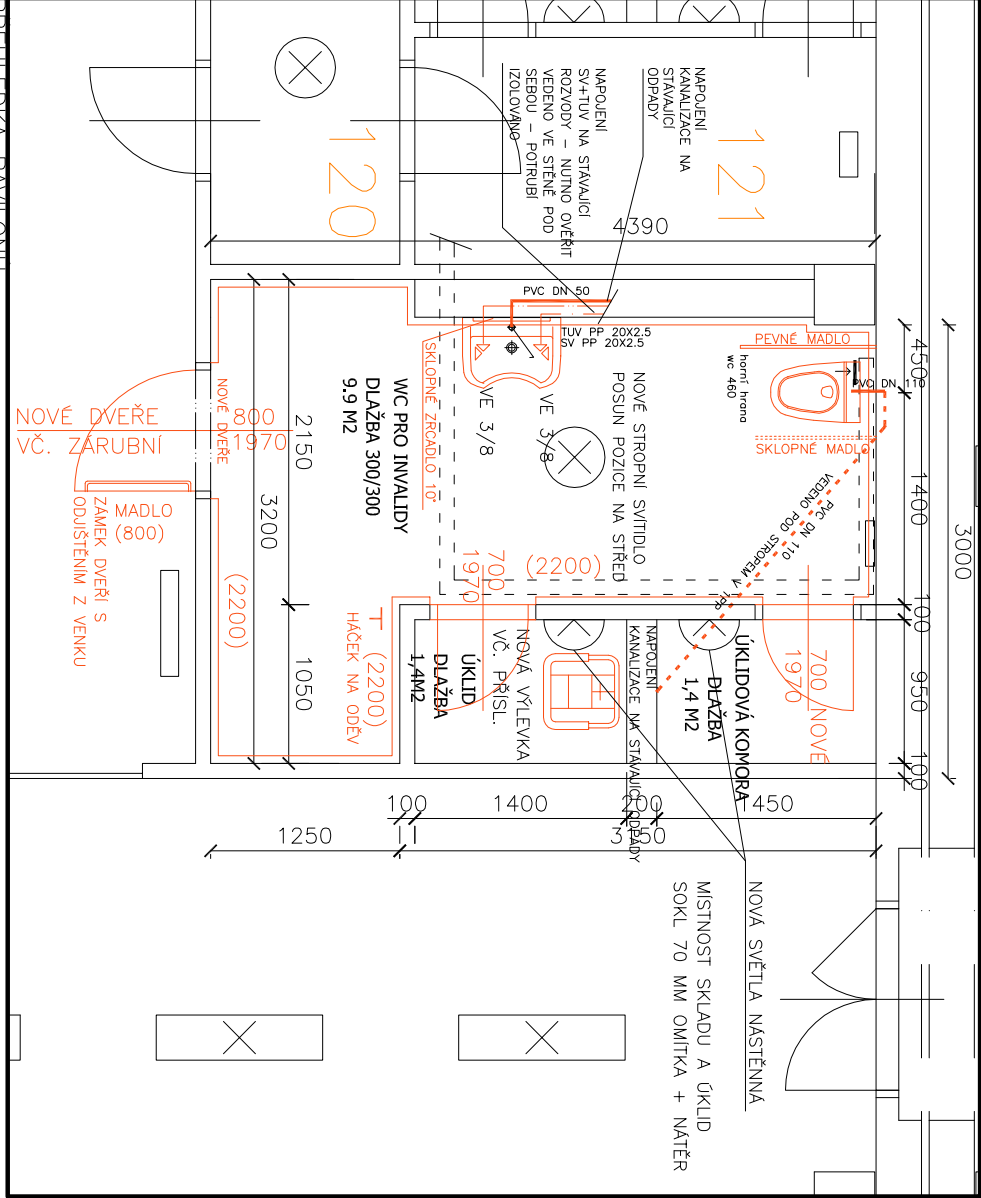 NAPOJENÍ
KANALIZACE NA
STÁVAJÍCÍ
ODPADY
NAPOJENÍ
SV+TUV NA STÁVAJÍCÍ
ROZVODY – NUTNO OVĚŘIT
VEDENO VE STĚNĚ POD
SEBOU – POTRUBÍ
IZOLOVÁNO
121
120
4390
PVC DN 50
TUV PP 20X2.5
SV PP 20X2.5
PEVNÉ MADLO
horní hrana
wc 460
PVC DN 110
SKLOPNÉ MADLO
PVC DN 110
VEDENO POD STROPEM V 1PP
450
1400
3000
100
950
100
SKLOPNÉ ZRCADLO 10°
VE 3/8
VE 3/8
NOVÉ STROPNÍ SVÍTIDLO
POSUN POZICE NA STŘED
WC PRO INVALIDY
DLAŽBA 300/300
9.9 M2
NOVÉ DVEŘE
VČ. ZÁRUBNÍ
800
1970
NOVÉ DVEŘE
2150
3200
1050
MADLO
(800)
ZÁMEK DVEŘÍ S
ODJIŠTĚNÍM Z VENKU
(2200)
(2200)
700
1970
(2200)
HÁČEK NA ODĚV
ÚKLID
DLAŽBA
1,4M2
NOVÁ VÝLEVKA
VČ. PŘÍSL.
NAPOJENÍ
KANALIZACE NA STÁVAJÍCÍ ODPADY
ÚKLIDOVÁ KOMORA
DLAŽBA
1,4 M2
700 NOVÉ
1970
100
1400
200
1450
1250
3150
NOVÁ SVĚTLA NÁSTĚNNÁ
MÍSTNOST SKLADU A ÚKLID
SOKL 70 MM OMÍTKA + NÁTĚR